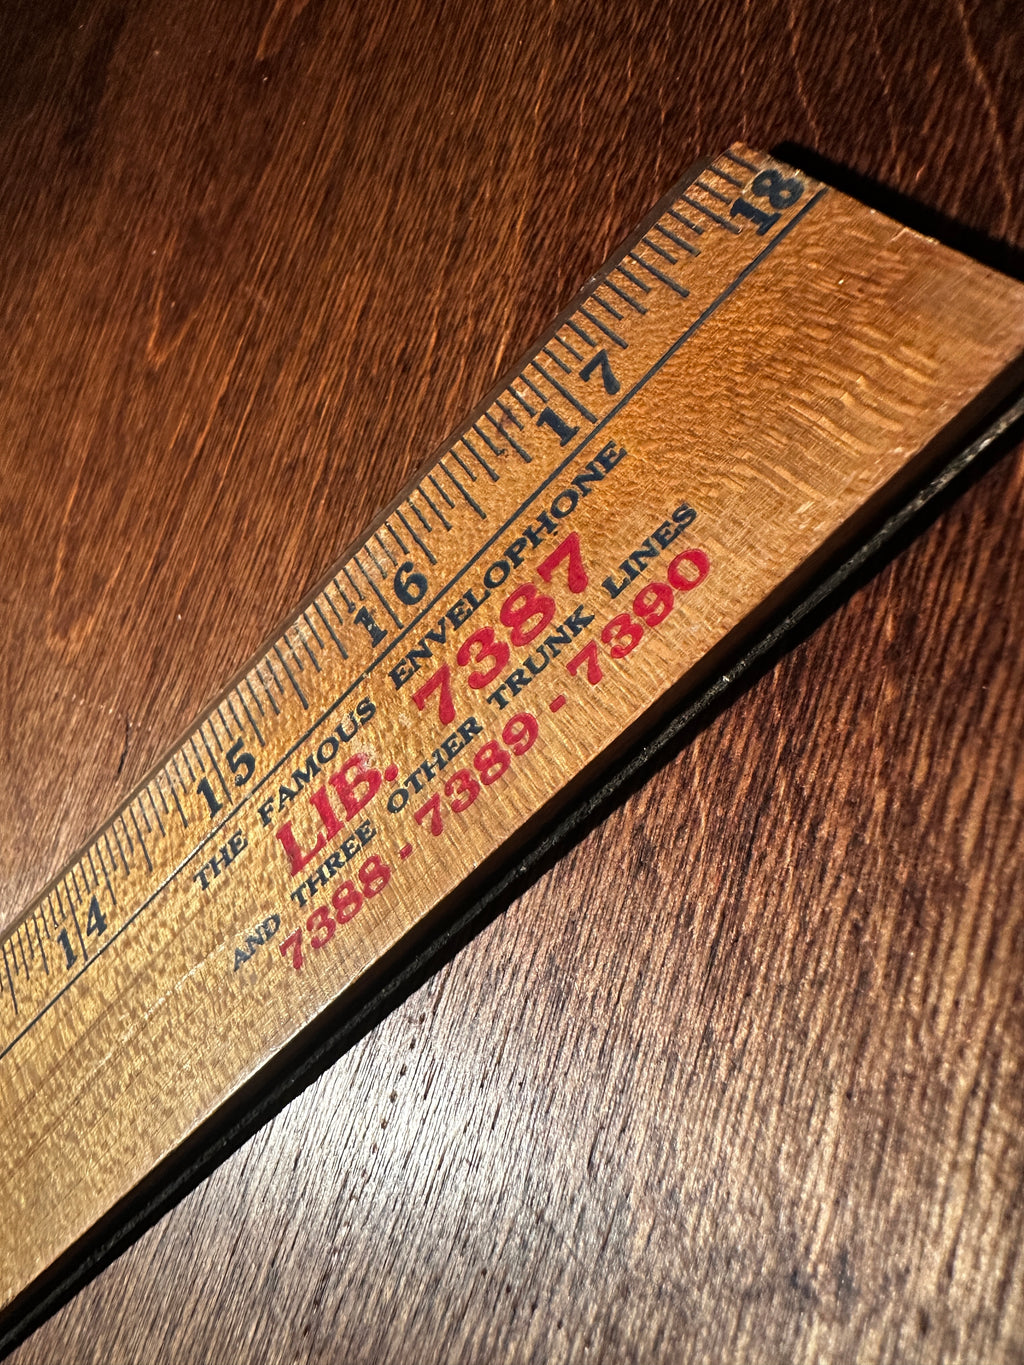 14 15 16 17 18
THE FAMOUS ENVELOPHONE
LIB. 7387
AND THREE OTHER TRUNK LINES
7388 - 7389 - 7390